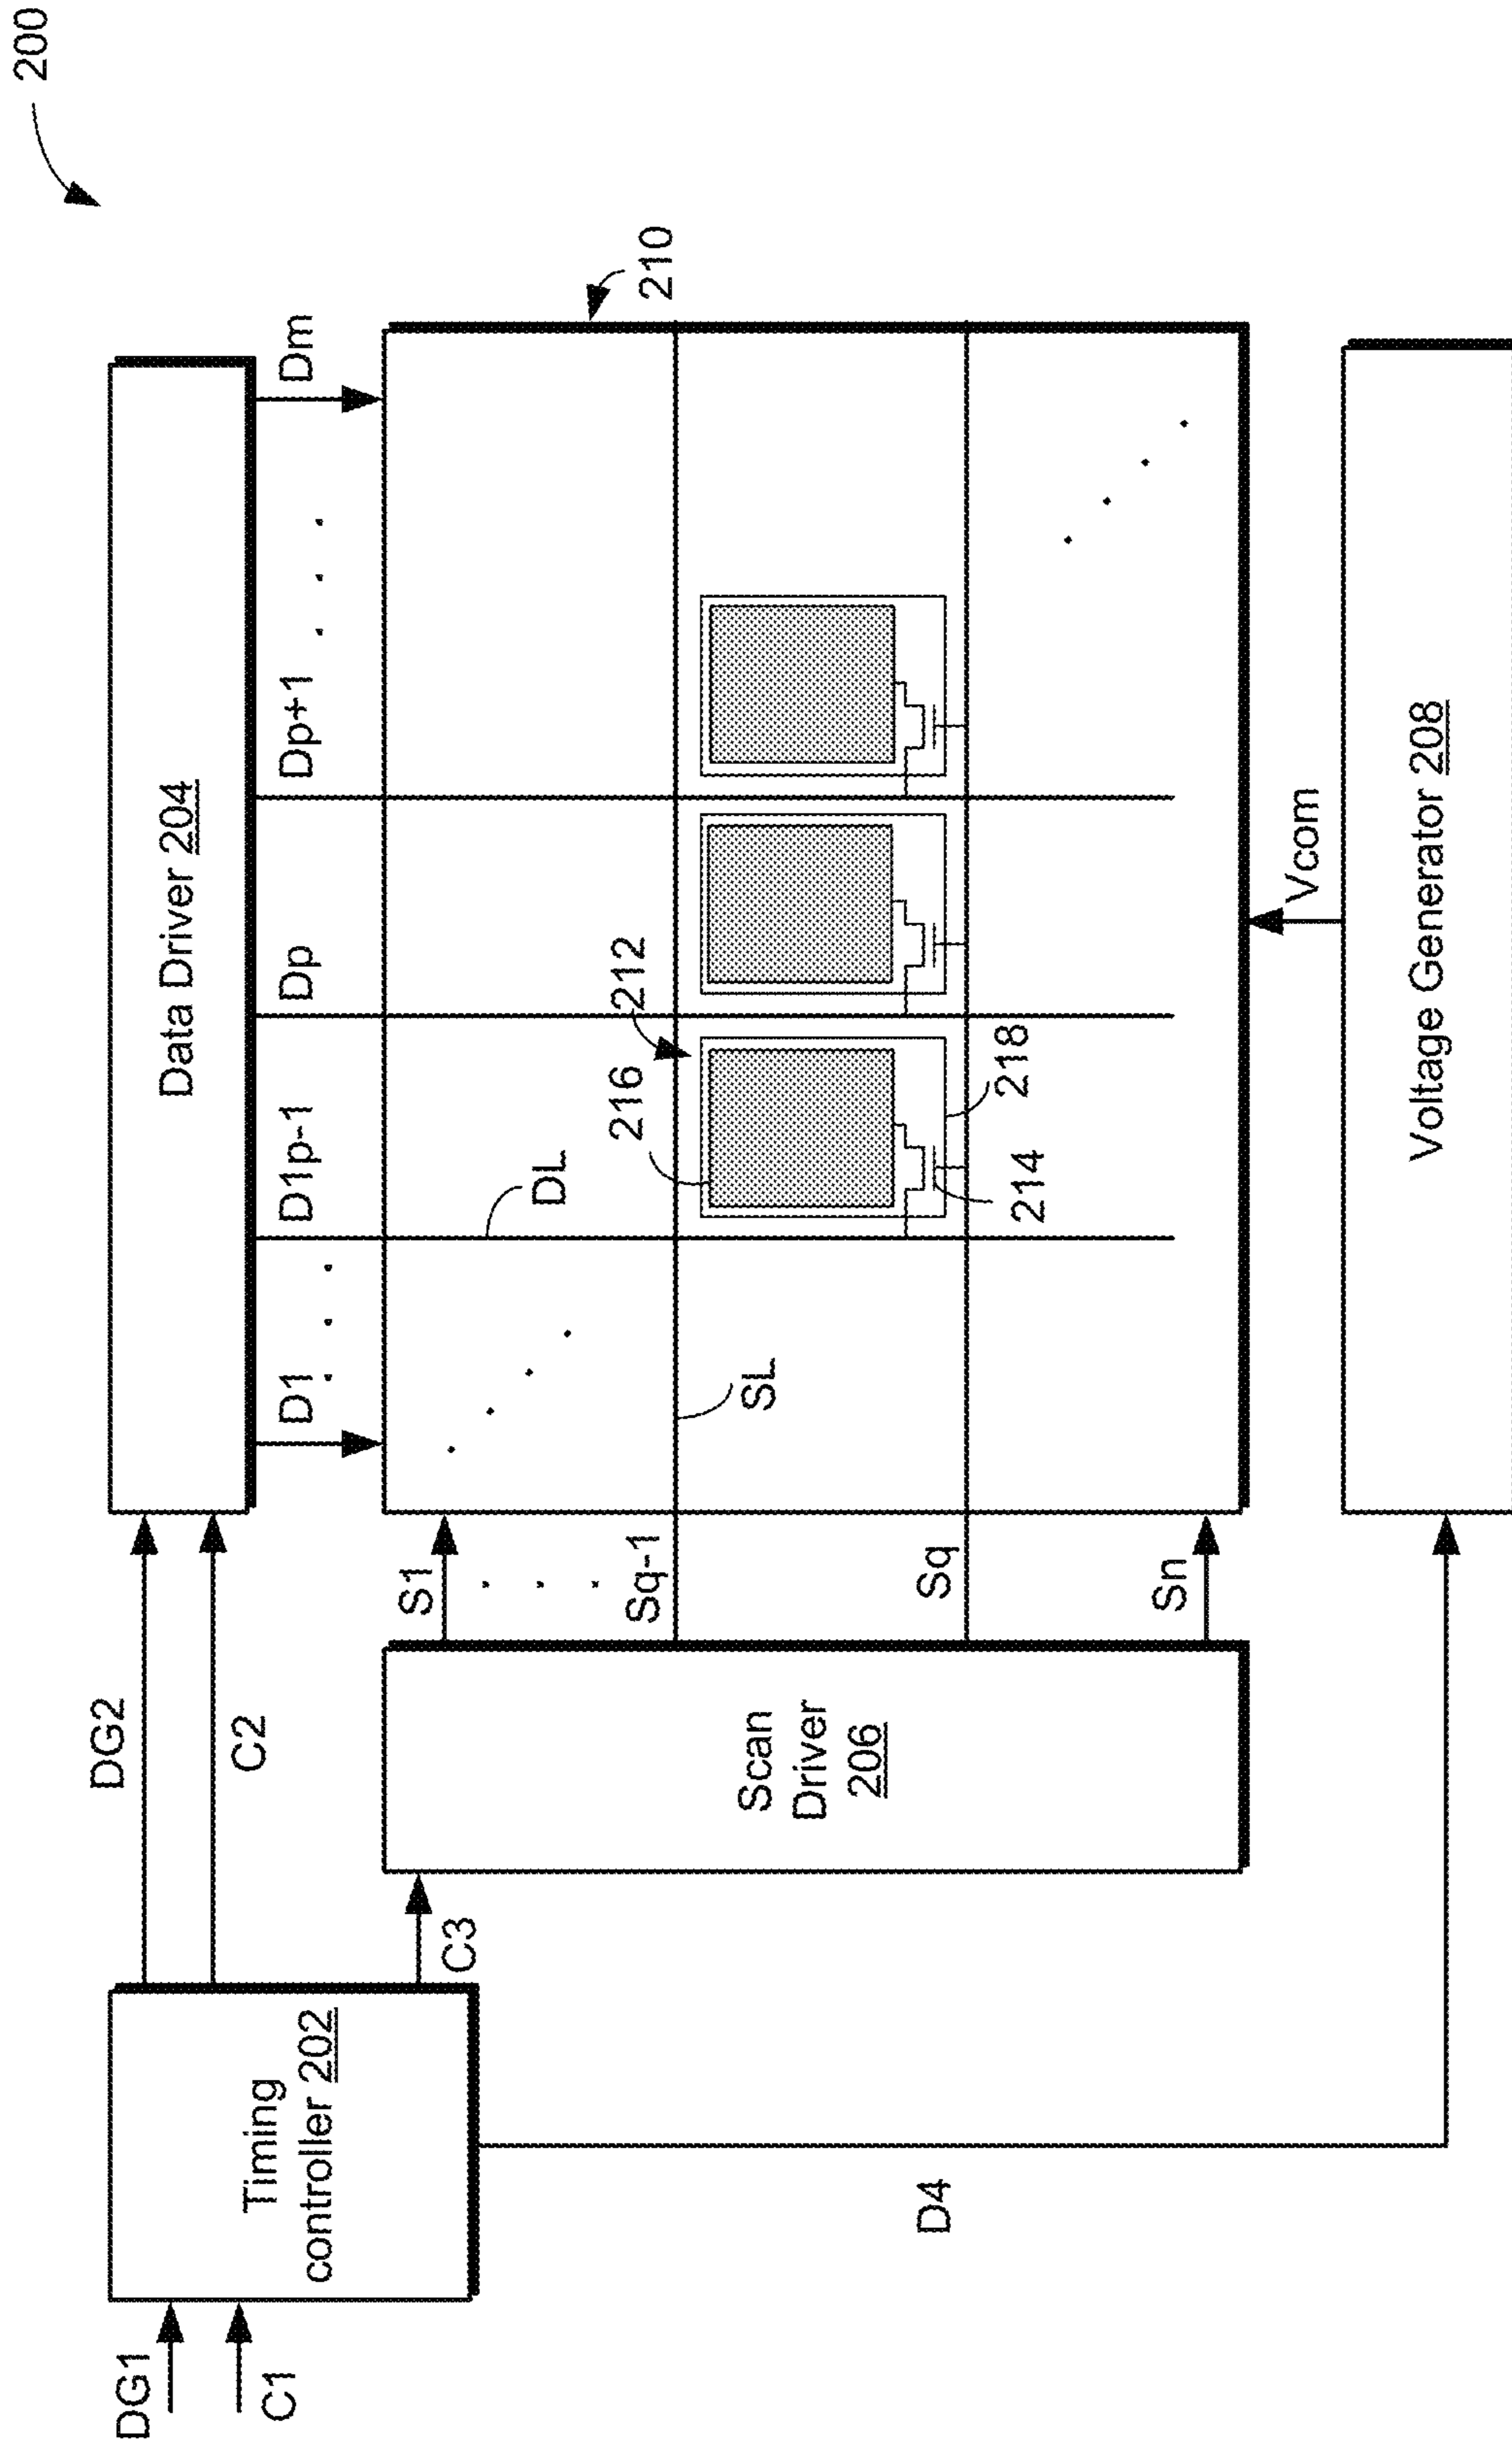 200
Data Driver 204
DG2
C2
D1
D1p-1
Dp
Dp+1
Dm
DG1
C1
Timing
controller 202
C3
Scan
Driver
206
S1
Sq-1
Sq
Sn
210
DL
SL
216
212
214
218
D4
Vcom
Voltage Generator 208